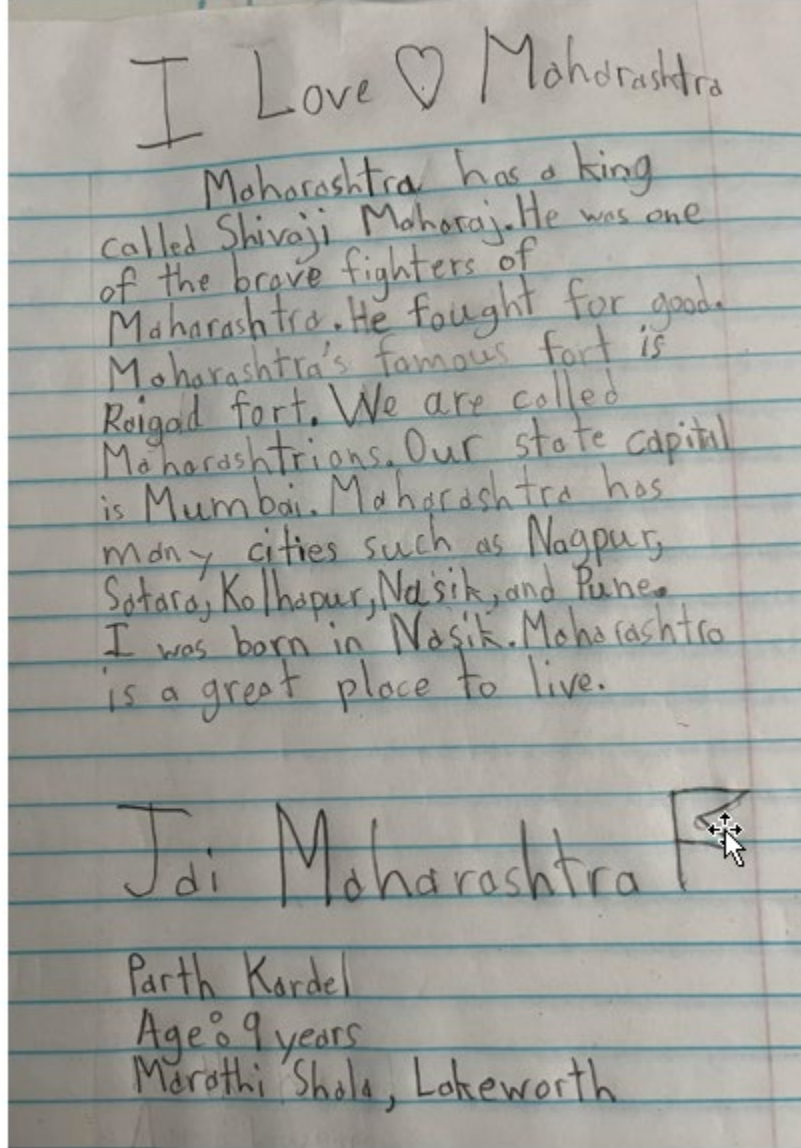 I Love ♡ Maharashtra
Maharashtra has a king
called Shivaji Maharaj. He was one
of the brave fighters of
Maharashtra. He fought for good.
Maharashtra's famous fort is
Raigad fort. We are called
Maharashtrians. Our state capital
is Mumbai. Maharashtra has
many cities such as Nagpur,
Satara, Kolhapur, Nasik, and Pune.
I was born in Nasik. Maharashtra
is a great place to live.
Jai Maharashtra
Parth Kardel
Age: 9 years
Marathi Shala, Lakeworth